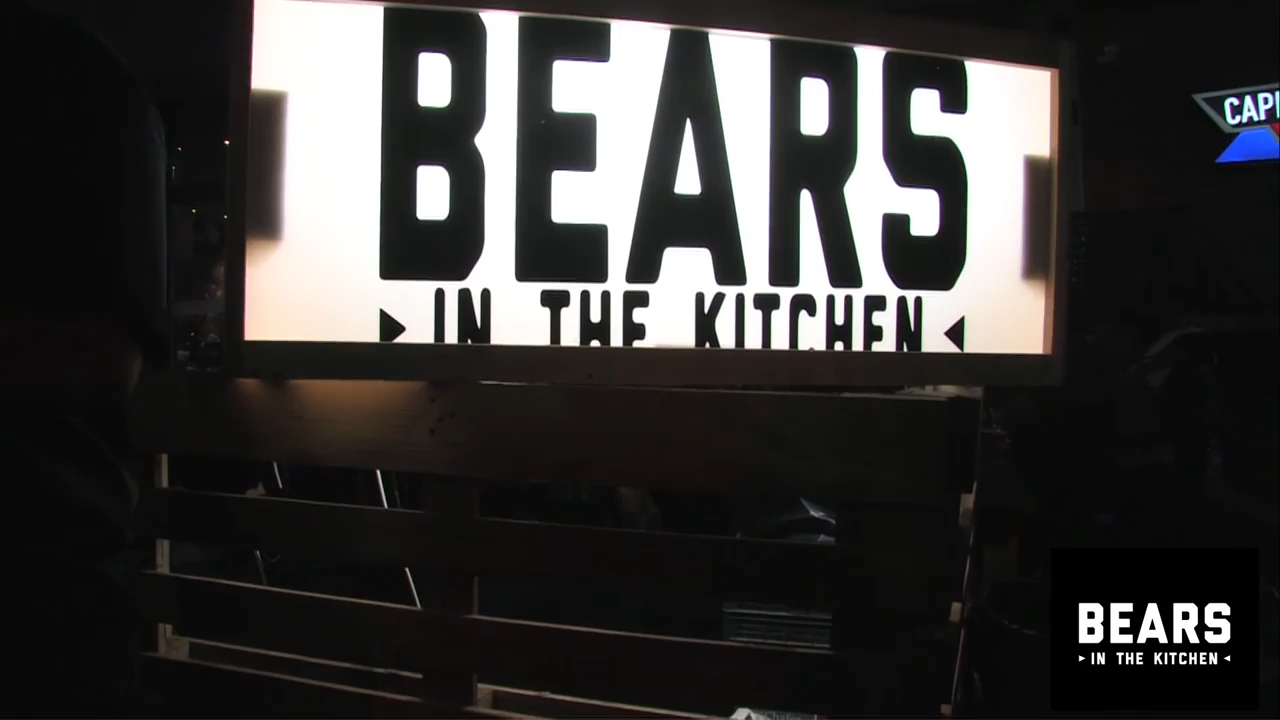 BEARS
▸ IN THE KITCHEN ◂
CAPI
BEARS
▸ IN THE KITCHEN ◂